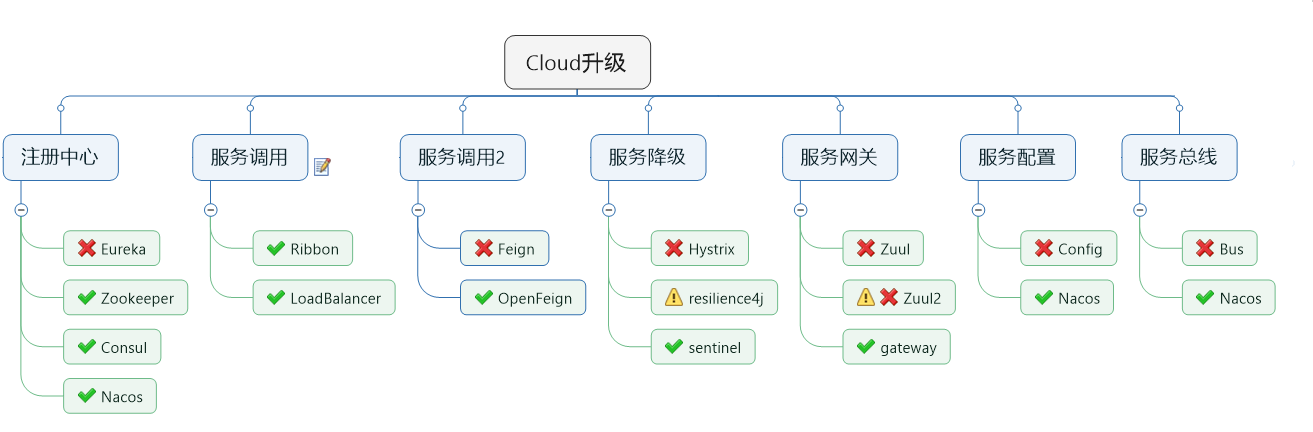 Cloud升级
注册中心
Eureka
Zookeeper
Consul
Nacos
服务调用
Ribbon
LoadBalancer
服务调用2
Feign
OpenFeign
服务降级
Hystrix
resilience4j
sentinel
服务网关
Zuul
Zuul2
gateway
服务配置
Config
Nacos
服务总线
Bus
Nacos